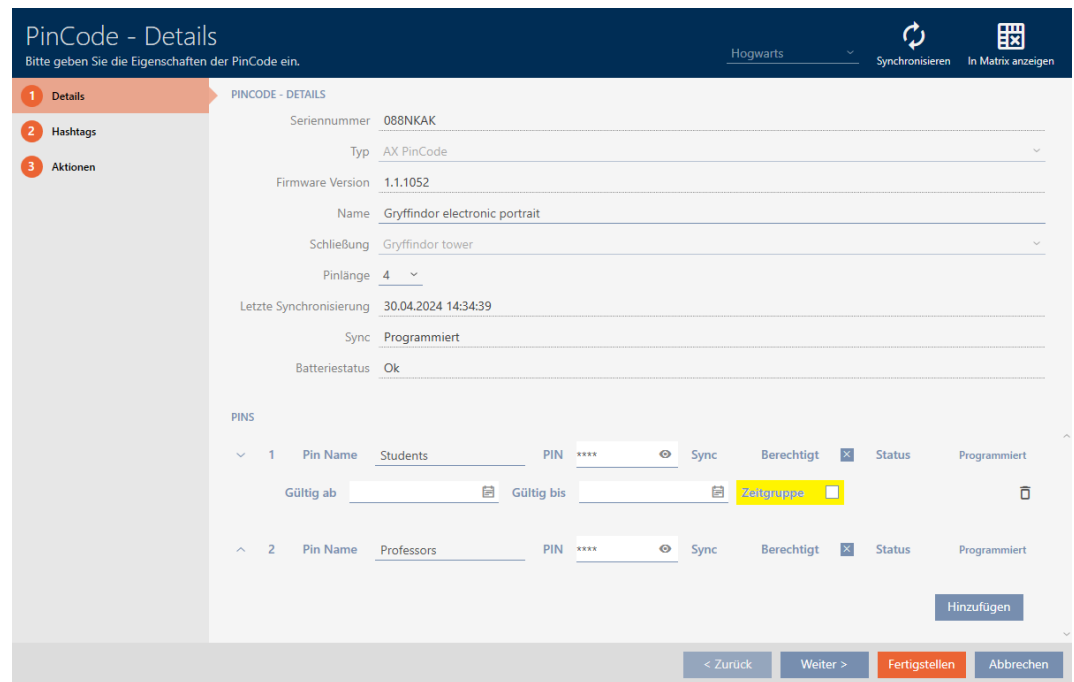 PinCode - Details
Bitte geben Sie die Eigenschaften der PinCode ein.
Hogwarts
Synchronisieren
In Matrix anzeigen
1 Details
2 Hashtags
3 Aktionen
PINCODE - DETAILS
Seriennummer 088NKAK
Typ AX PinCode
Firmware Version 1.1.1052
Name Gryffindor electronic portrait
Schließung Gryffindor tower
Pinlänge 4
Letzte Synchronisierung 30.04.2024 14:34:39
Sync Programmiert
Batteriestatus Ok
PINS
1 Pin Name Students PIN **** Sync Berechtigt Status Programmiert
Gültig ab Gültig bis Zeitgruppe
2 Pin Name Professors PIN **** Sync Berechtigt Status Programmiert
Hinzufügen
< Zurück Weiter > Fertigstellen Abbrechen